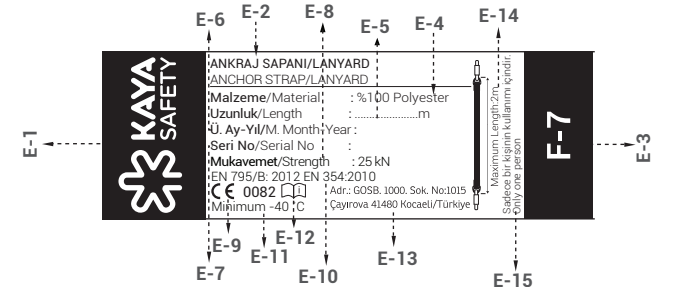 E-6
E-2
E-8
E-5
E-4
E-14
E-1
KAYA
SAFETY
ANKRAJ SAPANI/LANYARD
ANCHOR STRAP/LANYARD
Malzeme/Material : %100 Polyester
Uzunluk/Length : .....................m
Ü. Ay-Yıl/M. Month-Year :
Seri No/Serial No :
Mukavemet/Strength : 25 kN
EN 795/B: 2012 EN 354:2010
CE 0082 i
Minimum -40 °C
Adr.: GOSB. 1000. Sok. No:1015
Çayırova 41480 Kocaeli/Türkiye
Maximum Length:2m
Sadece bir kişinin kullanımı içindir.
Only one person
F-7
E-3
E-7
E-9
E-11
E-12
E-10
E-13
E-15